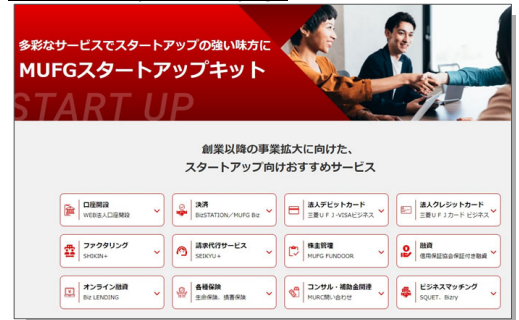 多彩なサービスでスタートアップの強い味方に
MUFGスタートアップキット
START UP
創業以降の事業拡大に向けた、
スタートアップ向けおすすめサービス
口座開設
WEB法人口座開設
決済
BizSTATION／MUFG Biz
法人デビットカード
三菱UFJ-VISAビジネス
法人クレジットカード
三菱UFJカード ビジネス
ファクタリング
SHIKIN+
請求代行サービス
SEIKYU+
株主管理
MUFG FUNDOOR
融資
信用保証協会保証付き融資
オンライン融資
Biz LENDING
各種保険
生命保険、損害保険
コンサル・補助金関連
MURC問い合わせ
ビジネスマッチング
SQUET、Bizry